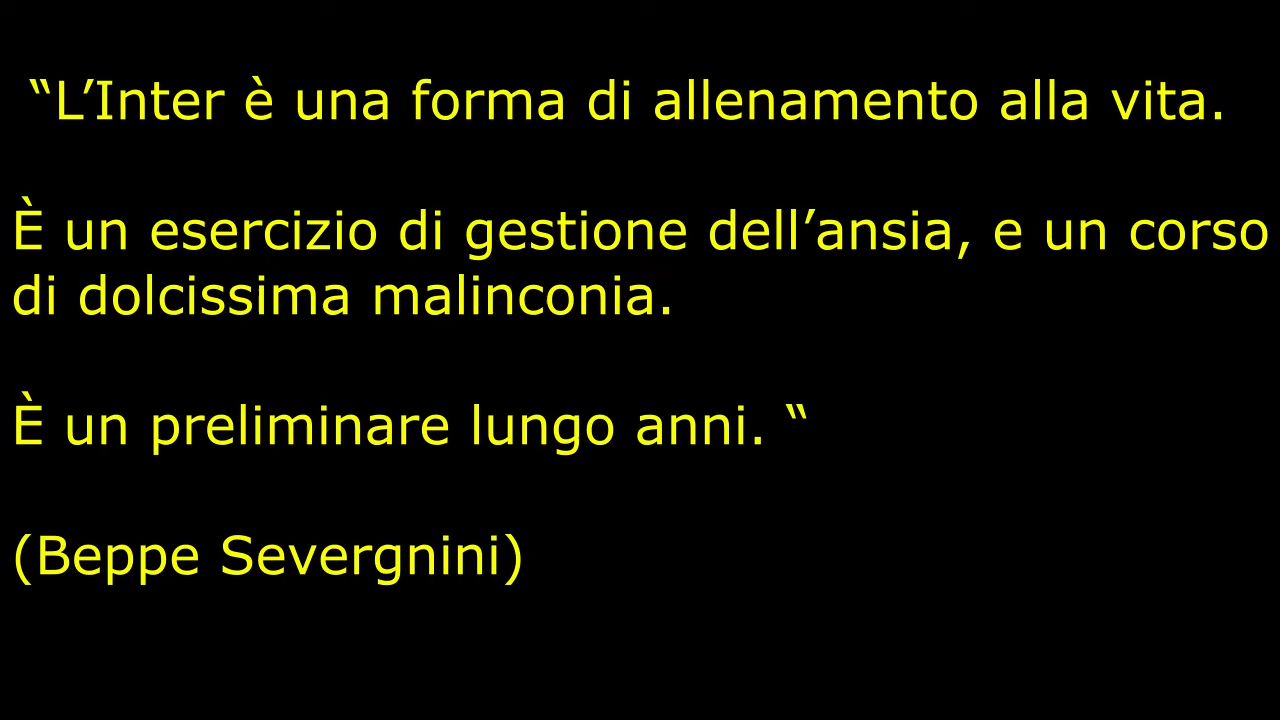 “L’Inter è una forma di allenamento alla vita.
È un esercizio di gestione dell’ansia, e un corso
di dolcissima malinconia.
È un preliminare lungo anni. “
(Beppe Severgnini)